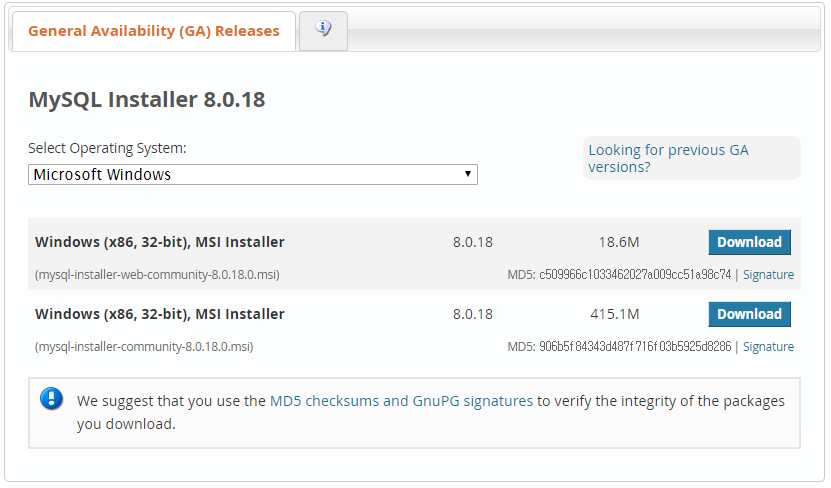 General Availability (GA) Releases
MySQL Installer 8.0.18
Select Operating System:
Looking for previous GA
versions?
Microsoft Windows
Windows (x86, 32-bit), MSI Installer 8.0.18 18.6M Download
(mysql-installer-web-community-8.0.18.0.msi) MD5: c509966c1033462027a009cc51a98c74 | Signature
Windows (x86, 32-bit), MSI Installer 8.0.18 415.1M Download
(mysql-installer-community-8.0.18.0.msi) MD5: 906b5f84343d487f716f03b5925d8286 | Signature
We suggest that you use the MD5 checksums and GnuPG signatures to verify the integrity of the packages
you download.